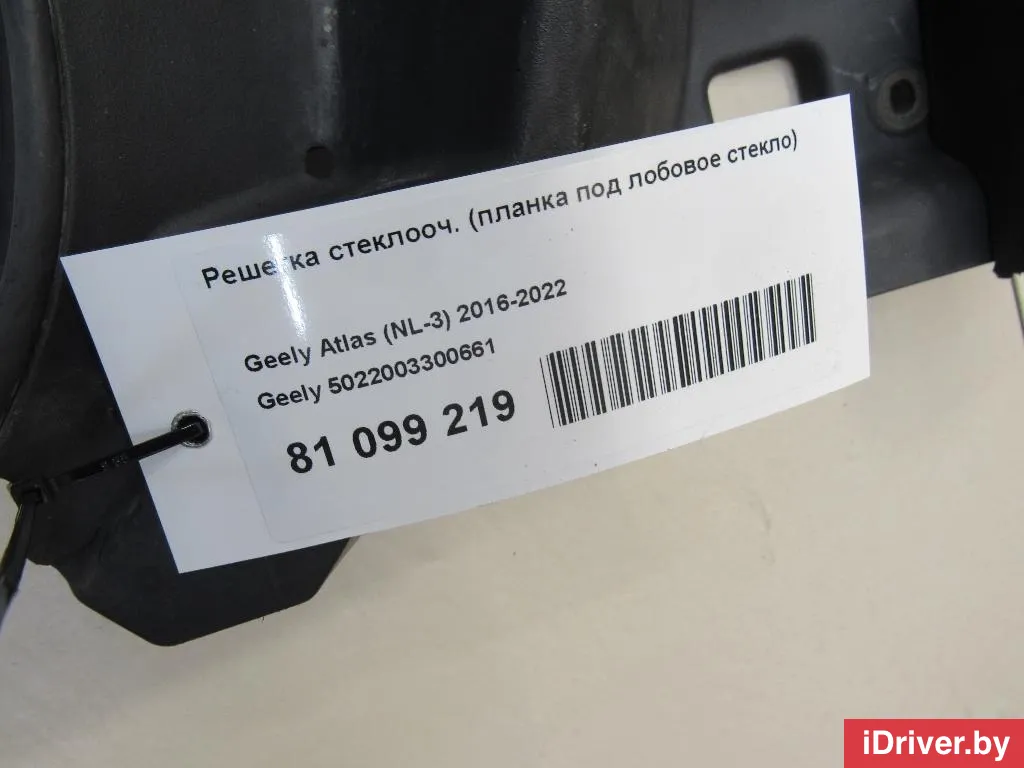 Решетка стеклооч. (планка под лобовое стекло)
Geely Atlas (NL-3) 2016-2022
Geely 5022003300661
81 099 219
iDriver.by